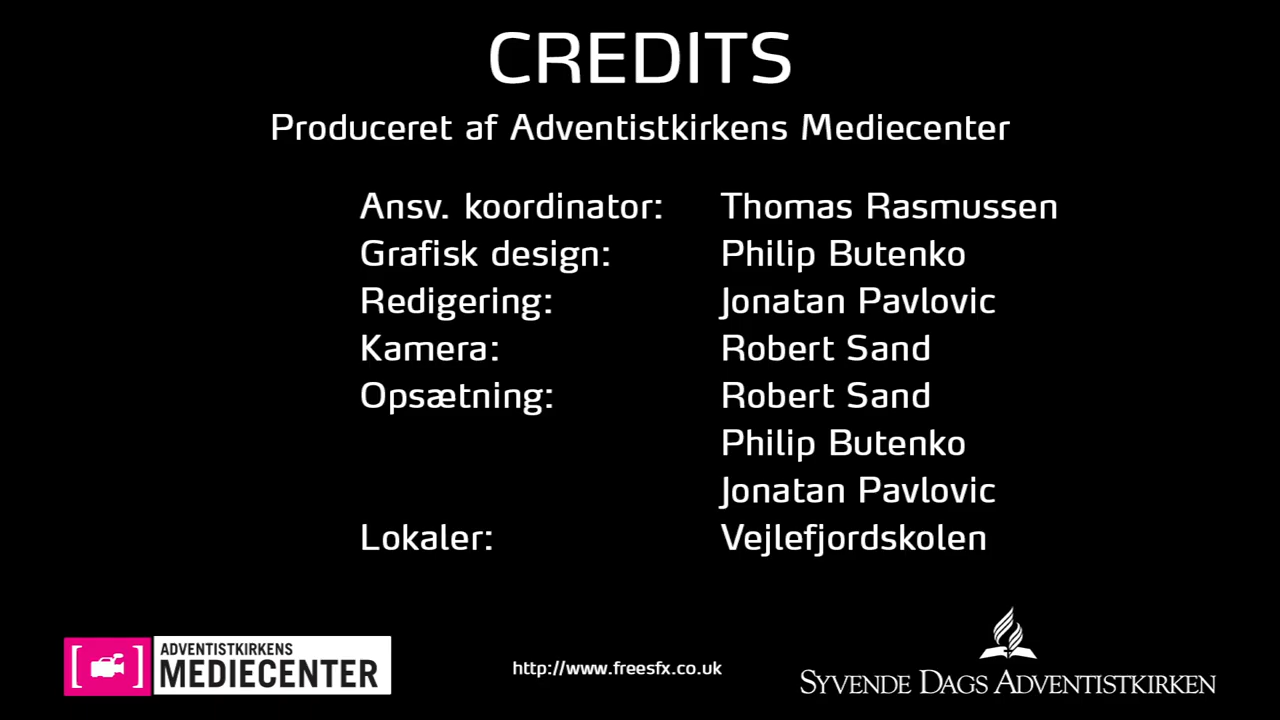 CREDITS
Produceret af Adventistkirkens Mediecenter
Ansv. koordinator: Thomas Rasmussen
Grafisk design: Philip Butenko
Redigering: Jonatan Pavlovic
Kamera: Robert Sand
Opsætning: Robert Sand
Philip Butenko
Jonatan Pavlovic
Lokaler: Vejlefjordskolen
ADVENTISTKIRKENS
MEDIECENTER
http://www.freesfx.co.uk
SYVENDE DAGS ADVENTISTKIRKEN